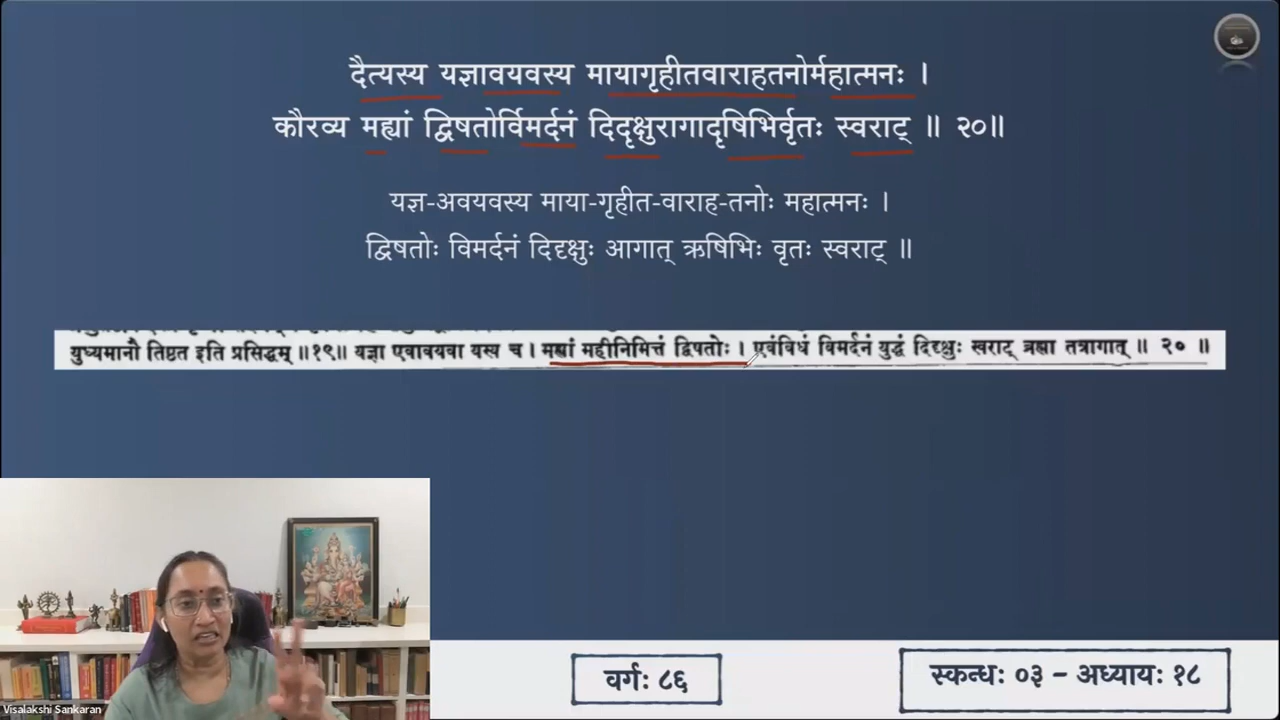 दैत्यस्य यज्ञावयवस्य मायागृहीतवाराहतनोर्महात्मनः ।
कौरव्य मह्यां द्विषतोर्विमर्दनं दिदृक्षुरागादृषिभिर्वृतः स्वराट् ॥ २०॥
यज्ञ-अवयवस्य माया-गृहीत-वाराह-तनोः महात्मनः ।
द्विषतोः विमर्दनं दिदृक्षुः आगात् ऋषिभिः वृतः स्वराट् ॥
युध्यमानौ तिष्ठत इति प्रसिद्धम् ॥१९॥ यज्ञा एवावयवा यस्य च । मह्यां महीनिमित्तं द्विषतोः । एवंविधं विमर्दनं युद्धं दिदृक्षुः स्वराट् ब्रह्मा तत्रागात् ॥ २० ॥
वर्गः ८६
स्कन्धः ०३ – अध्यायः १८
Visalakshi Sankaran